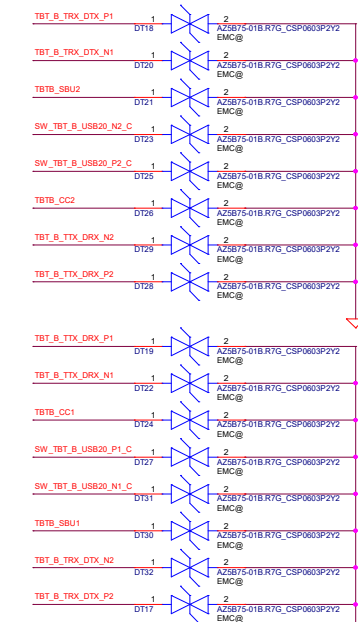 TBT_B_TRX_DTX_P1 1 2
DT18 AZ5B75-01B.R7G_CSP0603P2Y2
EMC@
TBT_B_TRX_DTX_N1 1 2
DT20 AZ5B75-01B.R7G_CSP0603P2Y2
EMC@
TBTB_SBU2 1 2
DT21 AZ5B75-01B.R7G_CSP0603P2Y2
EMC@
SW_TBT_B_USB20_N2_C 1 2
DT23 AZ5B75-01B.R7G_CSP0603P2Y2
EMC@
SW_TBT_B_USB20_P2_C 1 2
DT25 AZ5B75-01B.R7G_CSP0603P2Y2
EMC@
TBTB_CC2 1 2
DT26 AZ5B75-01B.R7G_CSP0603P2Y2
EMC@
TBT_B_TTX_DRX_N2 1 2
DT29 AZ5B75-01B.R7G_CSP0603P2Y2
EMC@
TBT_B_TTX_DRX_P2 1 2
DT28 AZ5B75-01B.R7G_CSP0603P2Y2
EMC@
TBT_B_TTX_DRX_P1 1 2
DT19 AZ5B75-01B.R7G_CSP0603P2Y2
EMC@
TBT_B_TTX_DRX_N1 1 2
DT22 AZ5B75-01B.R7G_CSP0603P2Y2
EMC@
TBTB_CC1 1 2
DT24 AZ5B75-01B.R7G_CSP0603P2Y2
EMC@
SW_TBT_B_USB20_P1_C 1 2
DT27 AZ5B75-01B.R7G_CSP0603P2Y2
EMC@
SW_TBT_B_USB20_N1_C 1 2
DT31 AZ5B75-01B.R7G_CSP0603P2Y2
EMC@
TBTB_SBU1 1 2
DT30 AZ5B75-01B.R7G_CSP0603P2Y2
EMC@
TBT_B_TRX_DTX_N2 1 2
DT32 AZ5B75-01B.R7G_CSP0603P2Y2
EMC@
TBT_B_TRX_DTX_P2 1 2
DT17 AZ5B75-01B.R7G_CSP0603P2Y2
EMC@